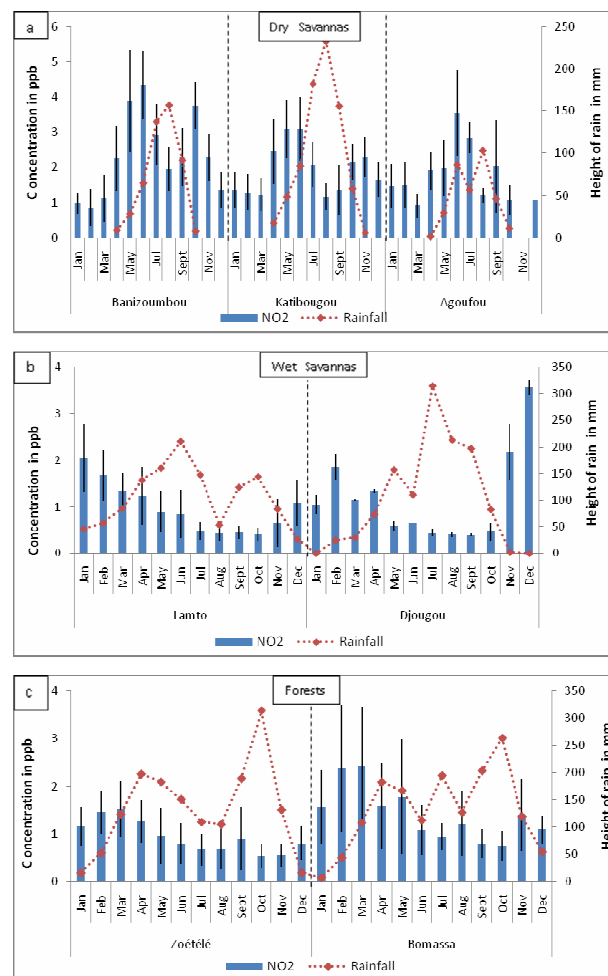 a
Dry Savannas
C concentration in ppb
6
5
4
3
2
1
0
250
200
150
100
50
0
Height of rain in mm
Jan Mar May Jul Sept Nov Jan Mar May Jul Sept Nov Jan Mar May Jul Sept Nov
Banizoumbou Katibougou Agoufou
NO2 Rainfall
b
Wet Savannas
Concentration in ppb
4
3
2
1
0
350
300
250
200
150
100
50
0
Height of rain in mm
Jan Feb Mar Apr May Jun Jul Aug Sept Oct Nov Dec Jan Feb Mar Apr May Jun Jul Aug Sept Oct Nov Dec
Lamto Djougou
NO2 Rainfall
c
Forests
C oncentration in ppb
4
3
2
1
0
350
300
250
200
150
100
50
0
Height of rain in mm
Jan Feb Mar Apr May Jun Jul Aug Sept Oct Nov Dec Jan Feb Mar Apr May Jun Jul Aug Sept Oct Nov Dec
Zoétélé Bomassa
NO2 Rainfall